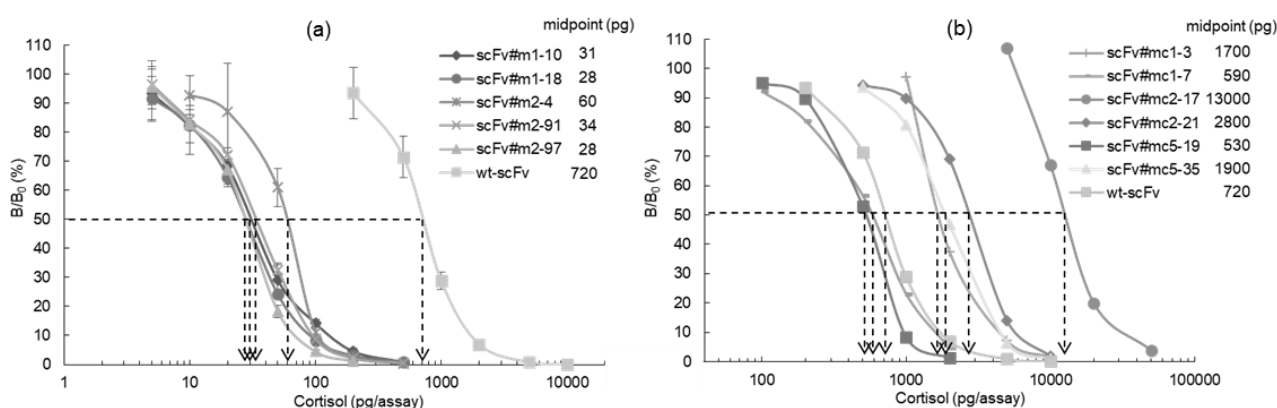 (a)
midpoint (pg)
scFv#m1-10 31
scFv#m1-18 28
scFv#m2-4 60
scFv#m2-91 34
scFv#m2-97 28
wt-scFv 720
B/B0 (%)
110
100
90
80
70
60
50
40
30
20
10
0
1 10 100 1000 10000
Cortisol (pg/assay)
(b)
midpoint (pg)
scFv#mc1-3 1700
scFv#mc1-7 590
scFv#mc2-17 13000
scFv#mc2-21 2800
scFv#mc5-19 530
scFv#mc5-35 1900
wt-scFv 720
B/B0 (%)
110
100
90
80
70
60
50
40
30
20
10
0
100 1000 10000 100000
Cortisol (pg/assay)